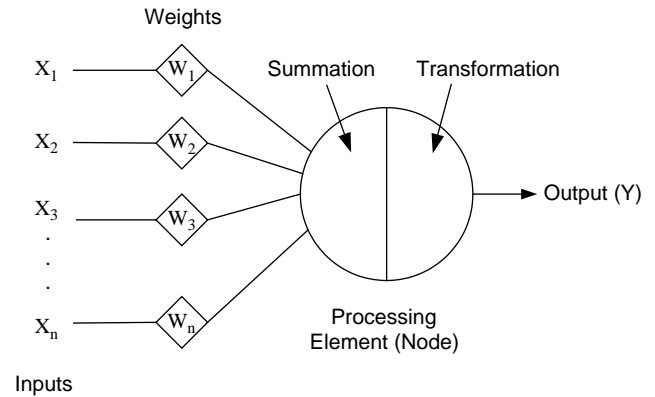 Weights
X1
W1
Summation
Transformation
X2
W2
X3
W3
Output (Y)
.
.
.
Xn
Wn
Processing
Element (Node)
Inputs